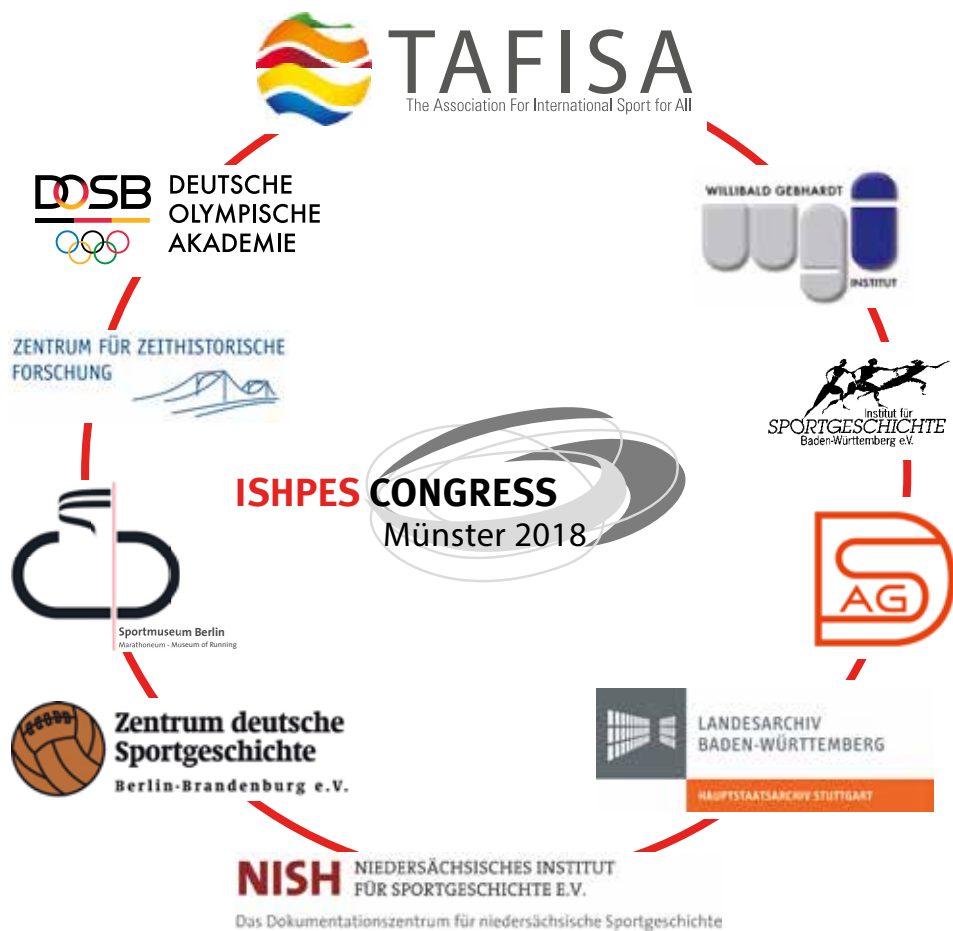 TAFISA
The Association For International Sport for All
DOSB
DEUTSCHE
OLYMPISCHE
AKADEMIE
WILLIBALD GEBHARDT
wgi
INSTITUT
ZENTRUM FÜR ZEITHISTORISCHE
FORSCHUNG
Institut für
SPORTGESCHICHTE
Baden-Württemberg e.V.
ISHPES CONGRESS
Münster 2018
Sportmuseum Berlin
Marathoneum - Museum of Running
DS
AG
Zentrum deutsche
Sportgeschichte
Berlin-Brandenburg e.V.
LANDESARCHIV
BADEN-WÜRTTEMBERG
HAUPTSTAATSARCHIV STUTTGART
NISH NIEDERSÄCHSISCHES INSTITUT
FÜR SPORTGESCHICHTE E.V.
Das Dokumentationszentrum für niedersächsische Sportgeschichte